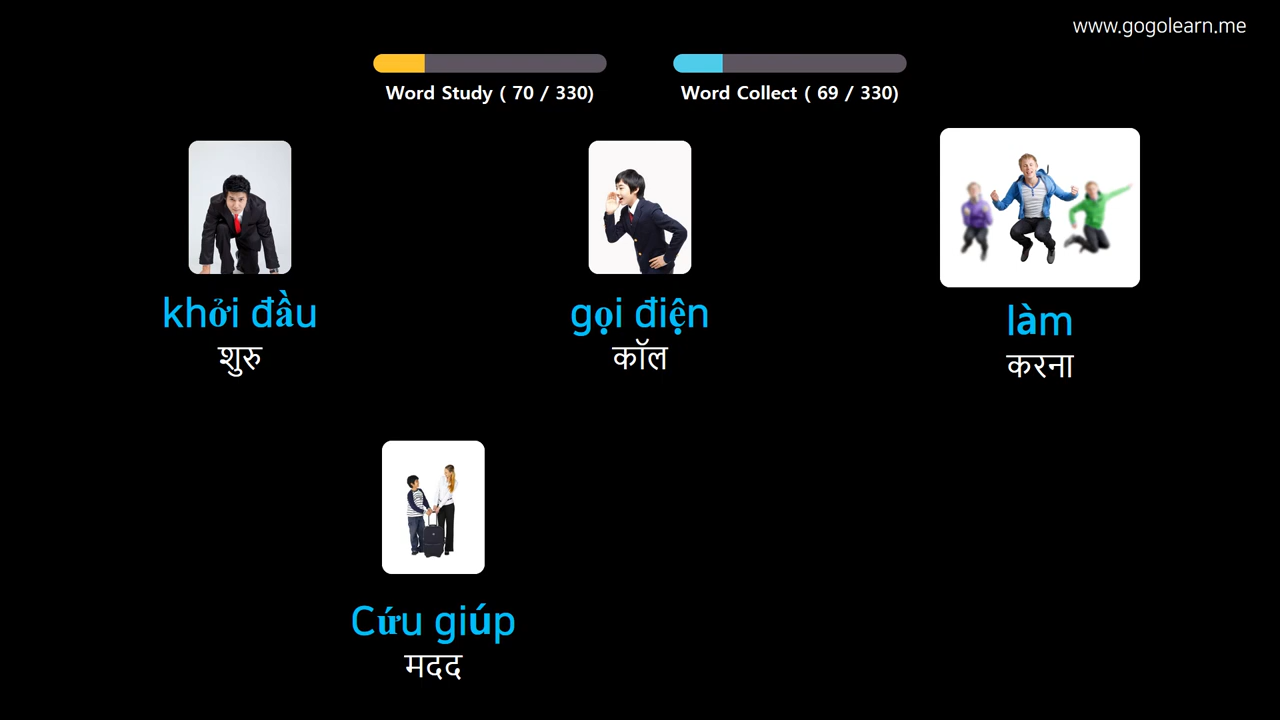 www.gogolearn.me
Word Study ( 70 / 330)
Word Collect ( 69 / 330)
khởi đầu
शुरु
gọi điện
कॉल
làm
करना
Cứu giúp
मदद